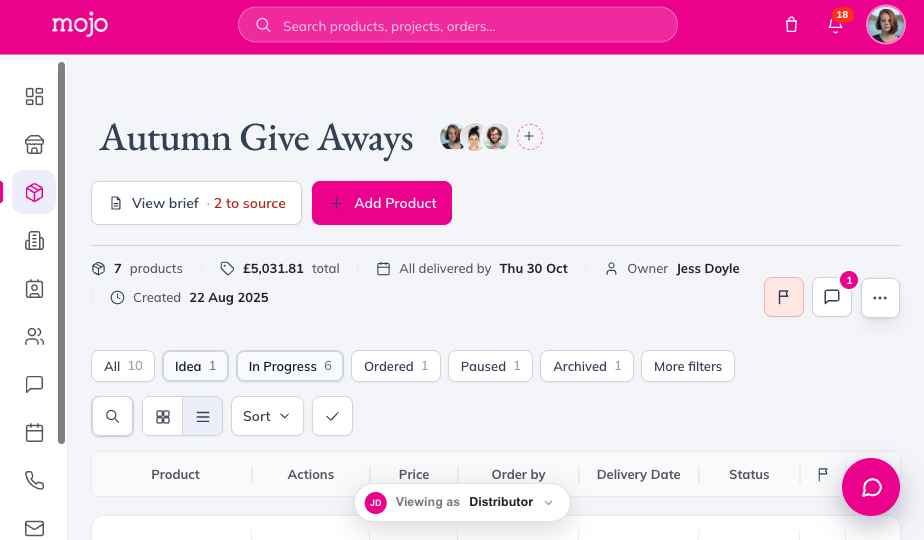 mojo
Search products, projects, orders...
18
Autumn Give Aways
View brief · 2 to source
Add Product
7 products
£5,031.81 total
All delivered by Thu 30 Oct
Owner Jess Doyle
Created 22 Aug 2025
1
All 10
Idea 1
In Progress 6
Ordered 1
Paused 1
Archived 1
More filters
Sort
Product Actions Price Order by Delivery Date Status
JD Viewing as Distributor